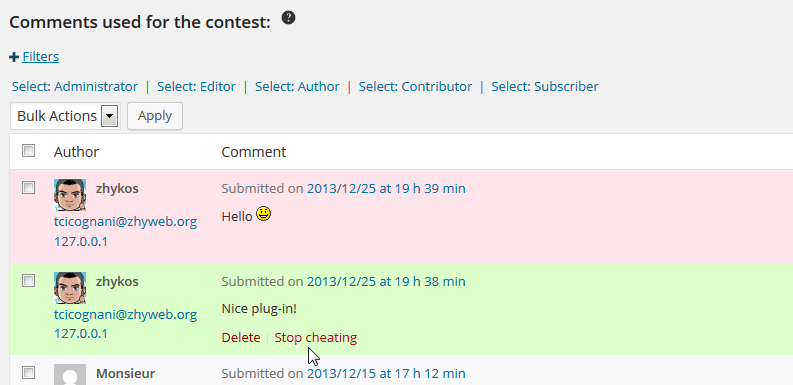 Comments used for the contest: ?
+ Filters
Select: Administrator | Select: Editor | Select: Author | Select: Contributor | Select: Subscriber
Bulk Actions Apply
Author Comment
zhykos Submitted on 2013/12/25 at 19 h 39 min
tcicognani@zhyweb.org Hello
127.0.0.1
zhykos Submitted on 2013/12/25 at 19 h 38 min
Nice plug-in!
tcicognani@zhyweb.org
127.0.0.1 Delete | Stop cheating
Monsieur Submitted on 2013/12/15 at 17 h 12 min